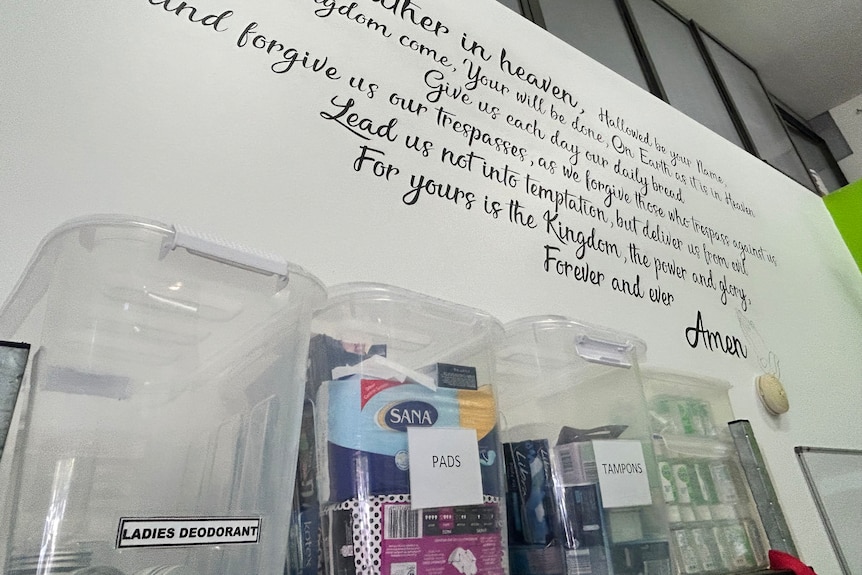 ther in heaven, Hallowed be your Name,
ngdom come, Your will be done, On Earth as it is in Heaven
Give us each day our daily bread
and forgive us our trespasses, as we forgive those who trespass against us
Lead us not into temptation, but deliver us from evil
For yours is the Kingdom, the power and glory,
Forever and ever
Amen
LADIES DEODORANT
SANA
PADS
TAMPONS